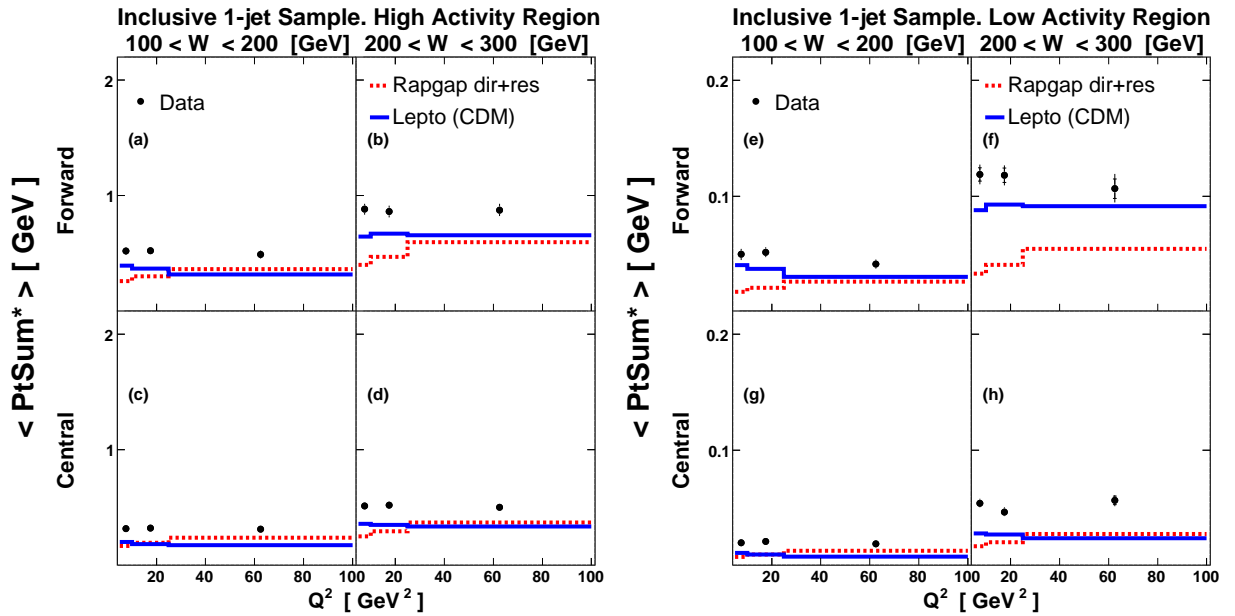 Inclusive 1-jet Sample. High Activity Region
100 < W < 200 [GeV]
200 < W < 300 [GeV]
< PtSum* > [ GeV ]
Forward
Central
2
1
2
1
Data
(a)
Rapgap dir+res
Lepto (CDM)
(b)
(c)
(d)
20 40 60 80 100
20 40 60 80 100
Q² [ GeV² ]
Inclusive 1-jet Sample. Low Activity Region
100 < W < 200 [GeV]
200 < W < 300 [GeV]
< PtSum* > [ GeV ]
Forward
Central
0.2
0.1
0.2
0.1
Data
(e)
Rapgap dir+res
Lepto (CDM)
(f)
(g)
(h)
20 40 60 80 100
20 40 60 80 100
Q² [ GeV² ]